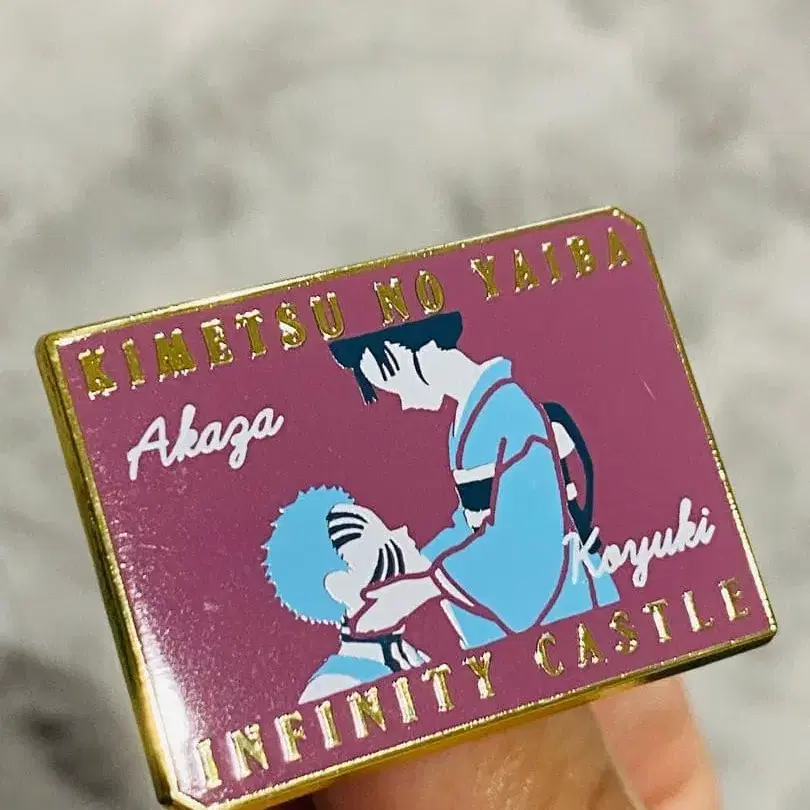 KIMETSU NO YAIBA
Akaza
Koyuki
INFINITY CASTLE